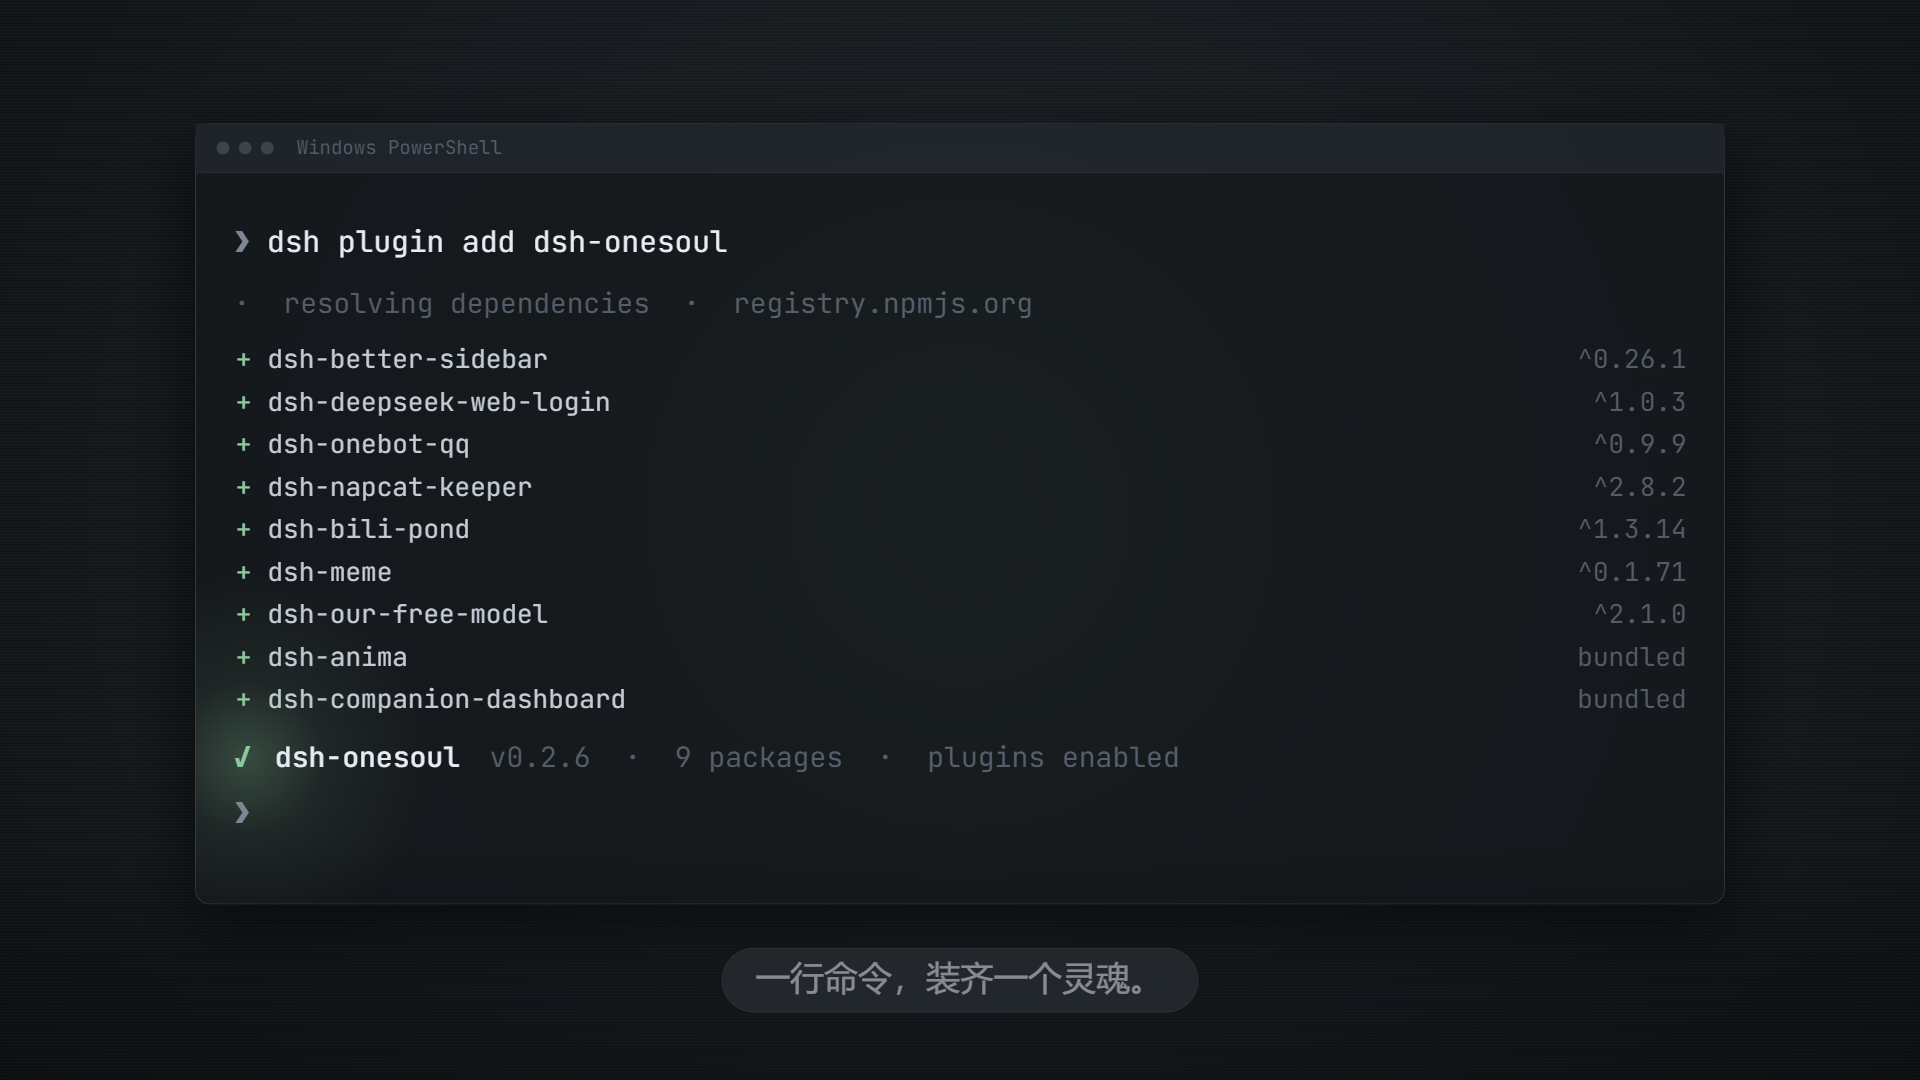 Windows PowerShell
❯ dsh plugin add dsh-onesoul
· resolving dependencies · registry.npmjs.org
+ dsh-better-sidebar ^0.26.1
+ dsh-deepseek-web-login ^1.0.3
+ dsh-onebot-qq ^0.9.9
+ dsh-napcat-keeper ^2.8.2
+ dsh-bili-pond ^1.3.14
+ dsh-meme ^0.1.71
+ dsh-our-free-model ^2.1.0
+ dsh-anima bundled
+ dsh-companion-dashboard bundled
✓ dsh-onesoul v0.2.6 · 9 packages · plugins enabled
❯
一行命令，装齐一个灵魂。